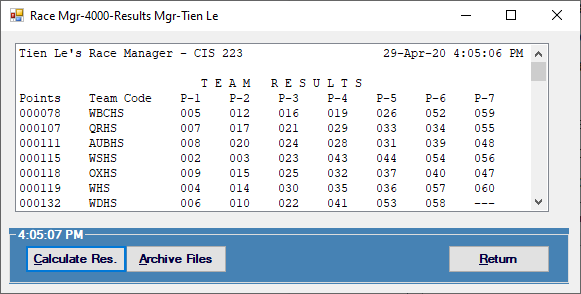 Race Mgr-4000-Results Mgr-Tien Le
Tien Le's Race Manager - CIS 223 29-Apr-20 4:05:06 PM
T E A M R E S U L T S
Points Team Code P-1 P-2 P-3 P-4 P-5 P-6 P-7
000078 WBCHS 005 012 016 019 026 052 059
000107 QRHS 007 017 021 029 033 034 055
000111 AUBHS 008 020 024 028 031 039 048
000115 WSHS 002 003 023 043 044 054 056
000118 OXHS 009 015 025 032 037 040 047
000119 WHS 004 014 030 035 036 057 060
000132 WDHS 006 010 022 041 053 058 ---
4:05:07 PM
Calculate Res. Archive Files Return